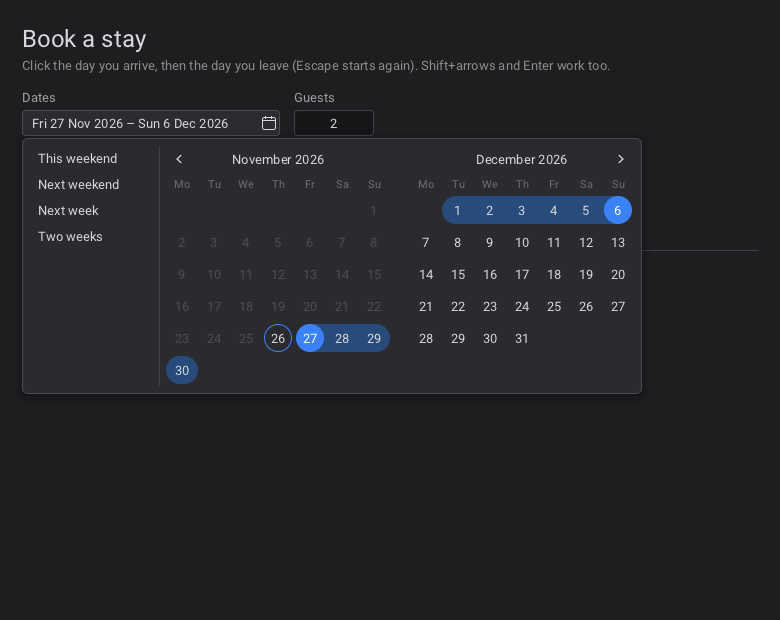 Book a stay
Click the day you arrive, then the day you leave (Escape starts again). Shift+arrows and Enter work too.
Dates Guests
Fri 27 Nov 2026 – Sun 6 Dec 2026 2
This weekend
Next weekend
Next week
Two weeks
November 2026
Mo Tu We Th Fr Sa Su
1
2 3 4 5 6 7 8
9 10 11 12 13 14 15
16 17 18 19 20 21 22
23 24 25 26 27 28 29
30
December 2026
Mo Tu We Th Fr Sa Su
1 2 3 4 5 6
7 8 9 10 11 12 13
14 15 16 17 18 19 20
21 22 23 24 25 26 27
28 29 30 31